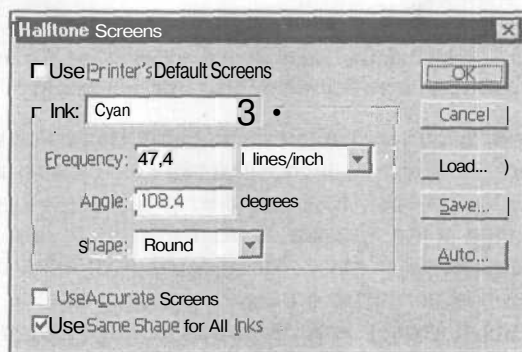 Halftone Screens
Use Printer's Default Screens
OK
Ink: Cyan 3 •
Cancel
Frequency: 47,4 lines/inch
Load... )
Angle: 108,4 degrees
Save...
shape: Round
Auto...
Use Accurate Screens
Use Same Shape for All Inks